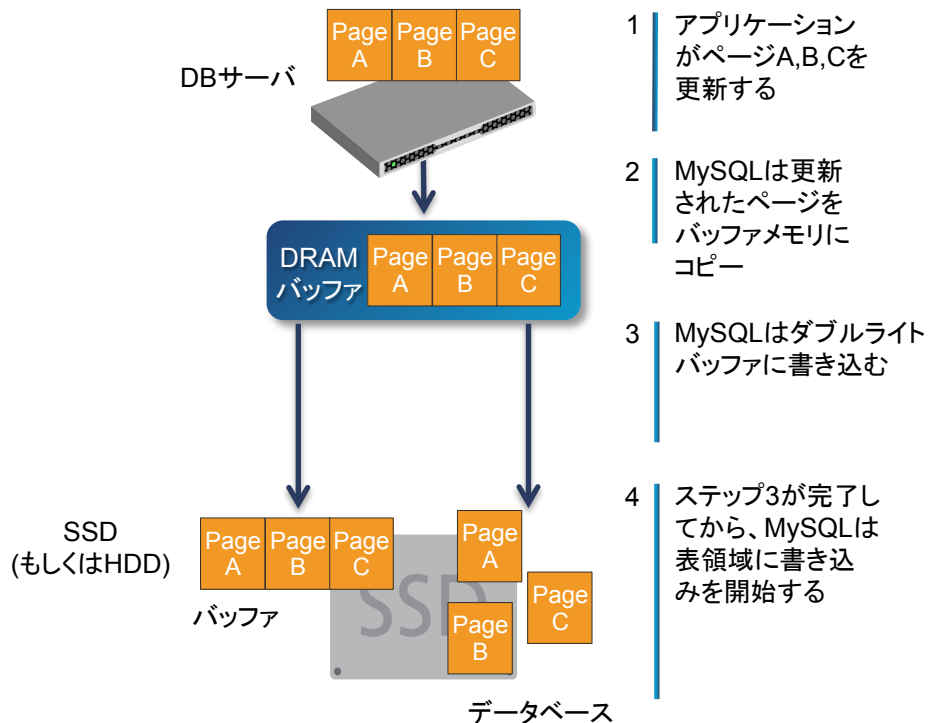 Page Page Page
A B C
DBサーバ
DRAM
バッファ
Page Page Page
A B C
SSD
(もしくはHDD)
Page Page Page
A B C
バッファ
SSD
Page
A
Page
B
Page
C
データベース
1 アプリケーション
がページA,B,Cを
更新する
2 MySQLは更新
されたページを
バッファメモリに
コピー
3 MySQLはダブルライト
バッファに書き込む
4 ステップ3が完了し
てから、MySQLは
表領域に書き込
みを開始する